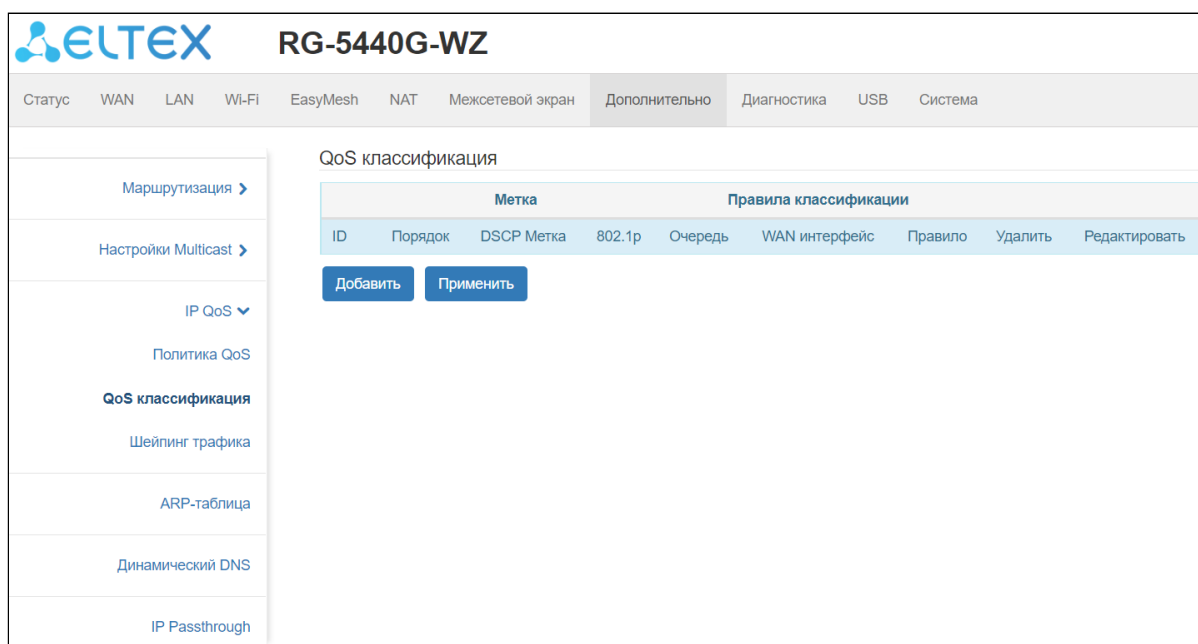 ELTEX RG-5440G-WZ
Статус WAN LAN Wi-Fi EasyMesh NAT Межсетевой экран Дополнительно Диагностика USB Система
QoS классификация
Маршрутизация
Настройки Multicast
IP QoS
Политика QoS
QoS классификация
Шейпинг трафика
ARP-таблица
Динамический DNS
IP Passthrough
Метка Правила классификации
ID Порядок DSCP Метка 802.1p Очередь WAN интерфейс Правило Удалить Редактировать
Добавить Применить